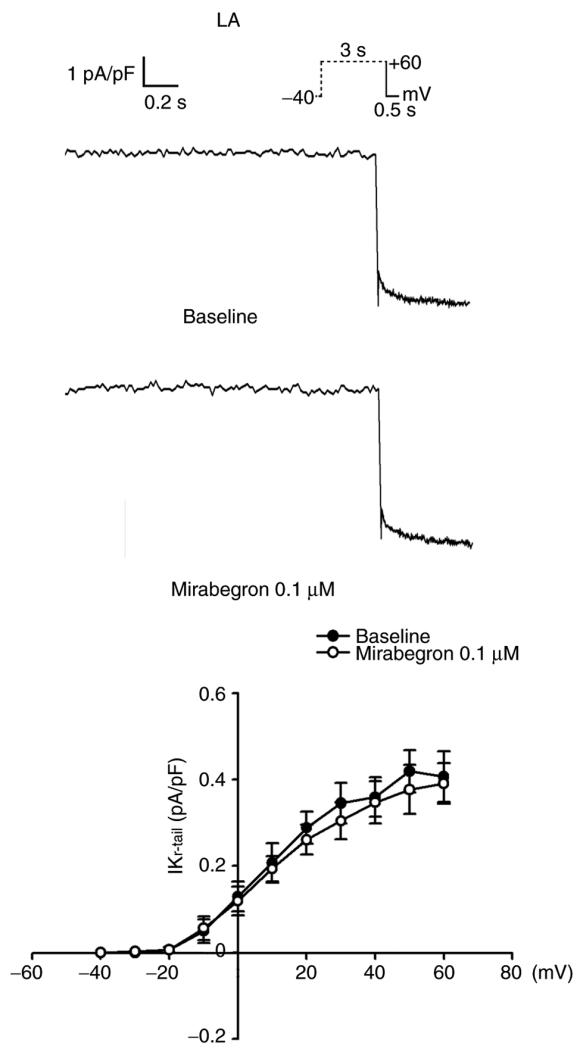 LA
3 s
1 pA/pF
+60
−40
mV
0.2 s
0.5 s
Baseline
Mirabegron 0.1 μM
Baseline
Mirabegron 0.1 μM
0.6
0.4
0.2
0
−0.2
IKr-tail (pA/pF)
−60 −40 −20 20 40 60 80 (mV)